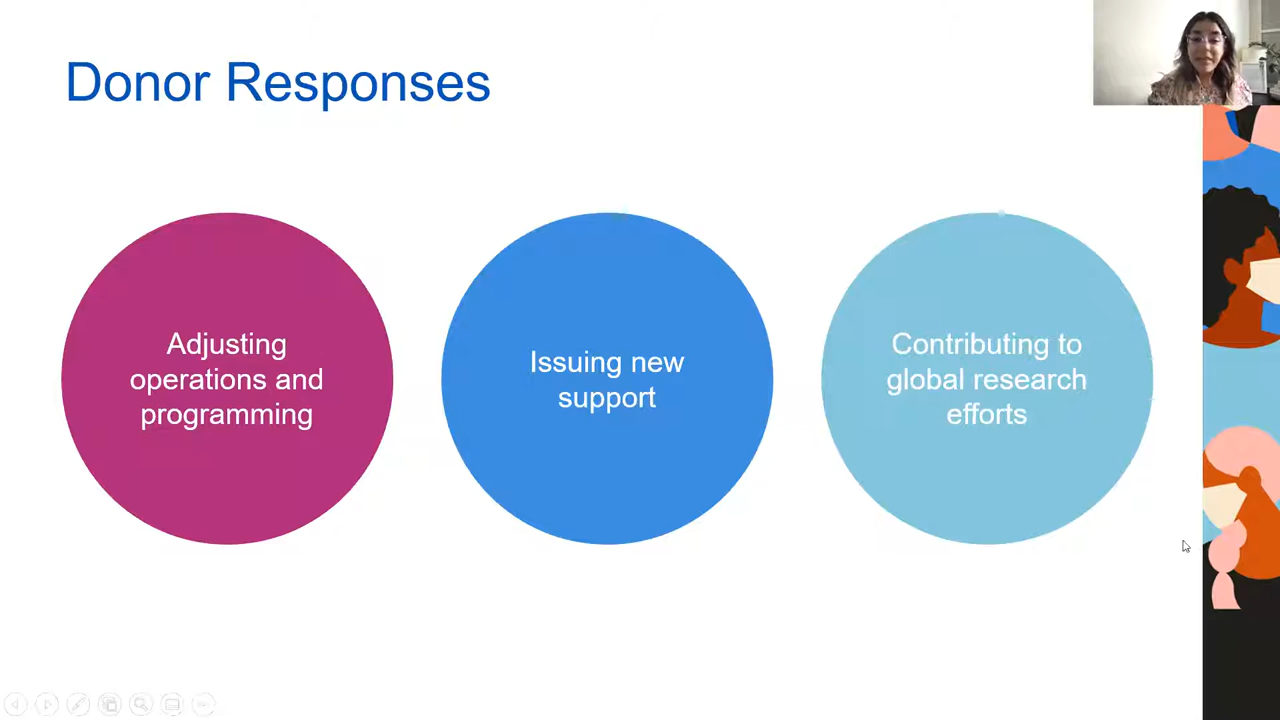 Donor Responses
Adjusting
operations and
programming
Issuing new
support
Contributing to
global research
efforts